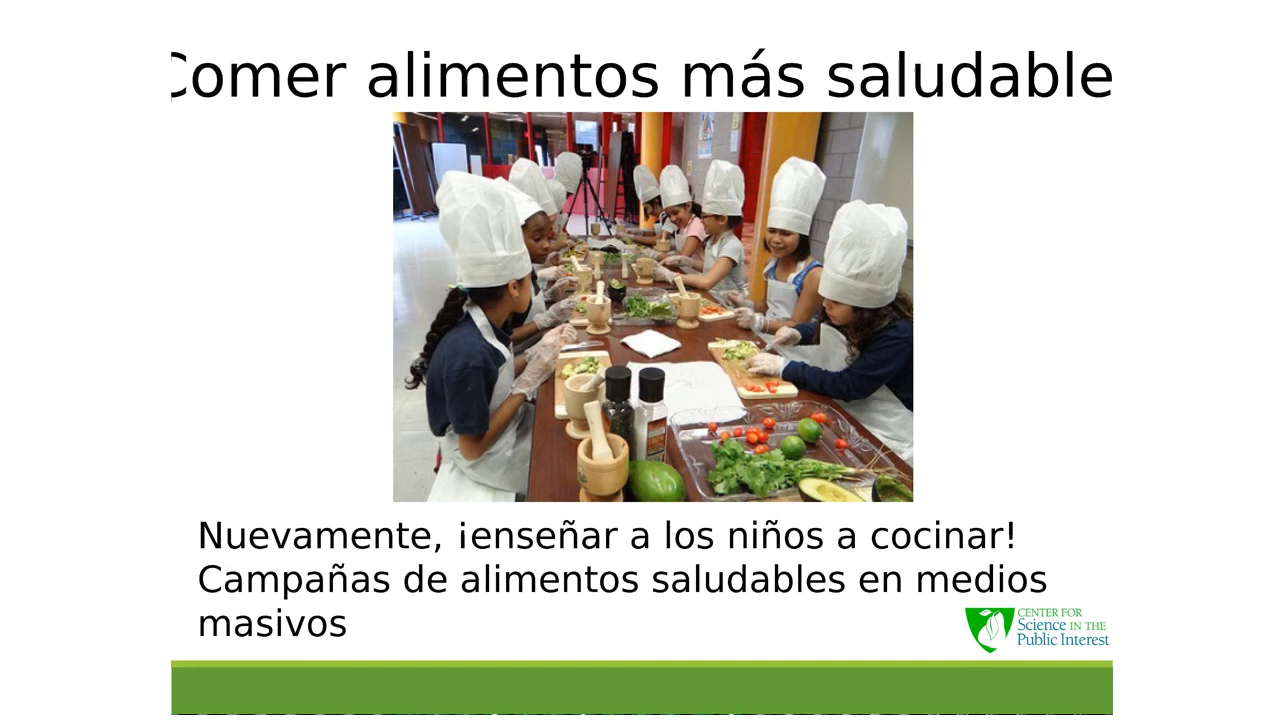 Comer alimentos más saludable
Nuevamente, ¡enseñar a los niños a cocinar!
Campañas de alimentos saludables en medios
masivos
CENTER FOR
Science IN THE
Public Interest